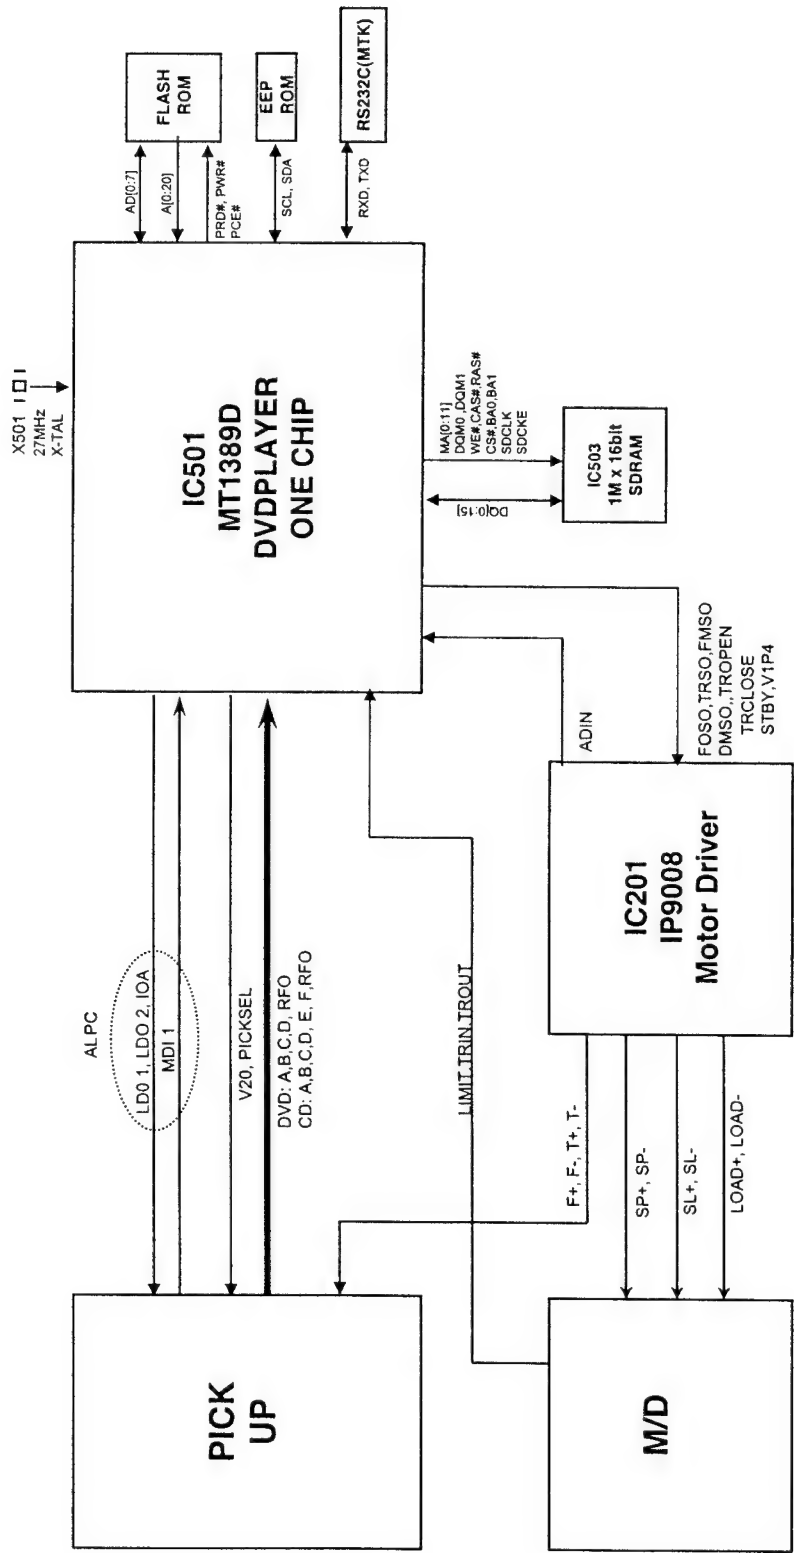 X501
27MHz
X-TAL
FLASH
ROM
EEP
ROM
RS232C(MTK)
AD[0:7]
A[0:20]
PRD#, PWR#
PCE#
SCL, SDA
RXD, TXD
IC501
MT1389D
DVDPLAYER
ONE CHIP
MA[0:11]
DQM0 ,DQM1
WE#,CAS#,RAS#
CS#,BA0,BA1
SDCLK
SDCKE
DQ[0:15]
IC503
1M x 16bit
SDRAM
ALPC
LD0 1, LDO 2, IOA
MDI 1
V20, PICKSEL
DVD: A,B,C,D, RFO
CD: A,B,C,D, E, F,RFO
LIMIT,TRIN,TROUT
ADIN
FOSO,TRSO,FMSO
DMSO,,TROPEN
TRCLOSE
STBY,V1P4
IC201
IP9008
Motor Driver
F+, F-, T+, T-
SP+, SP-
SL+, SL-
LOAD+, LOAD-
PICK
UP
M/D